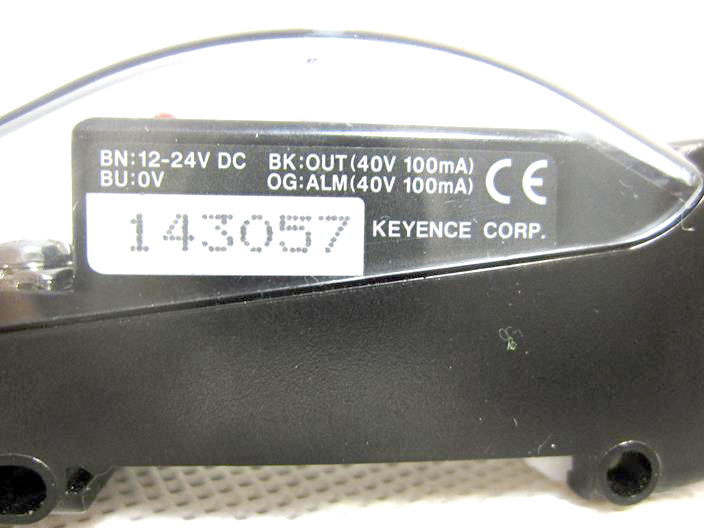 BN:12-24V DC BK:OUT(40V 100mA)
BU:0V OG:ALM(40V 100mA)
CE
143057 KEYENCE CORP.